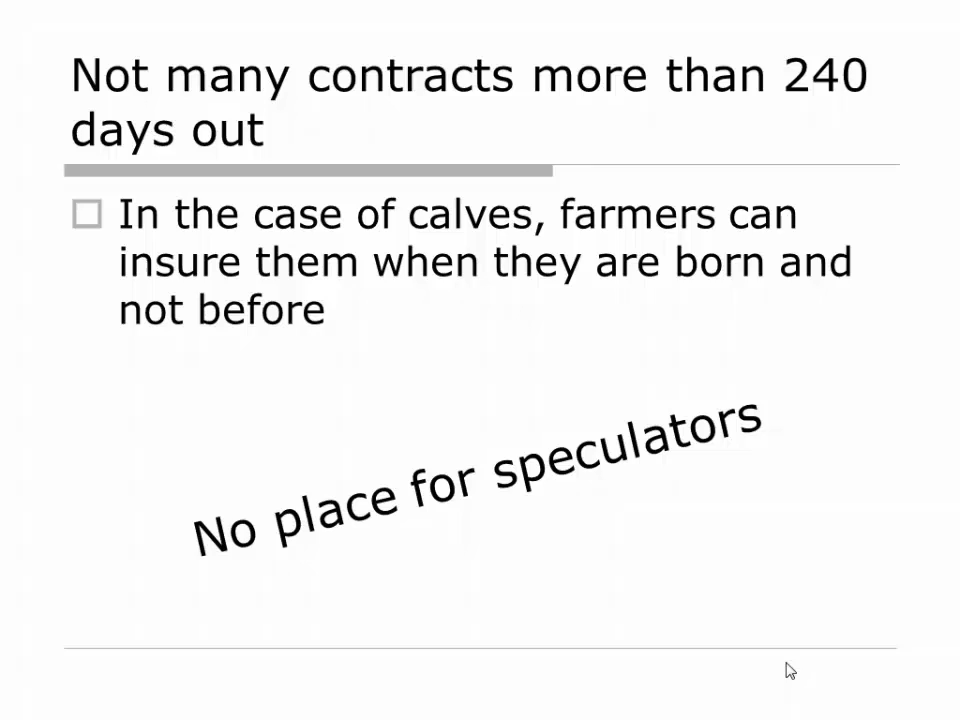 Not many contracts more than 240
days out
In the case of calves, farmers can
insure them when they are born and
not before
No place for speculators